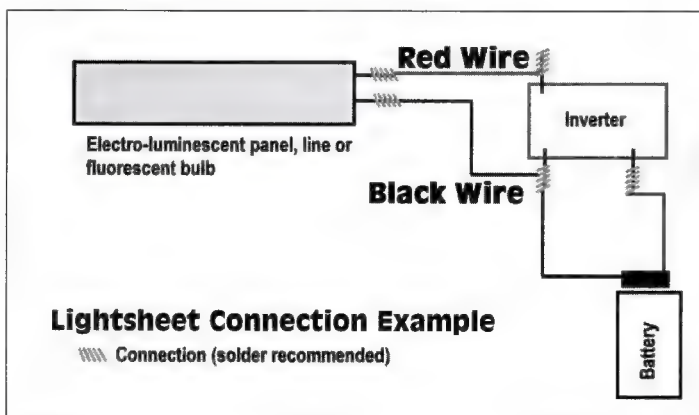 Red Wire
Inverter
Electro-luminescent panel, line or
fluorescent bulb
Black Wire
Lightsheet Connection Example
Connection (solder recommended)
Battery